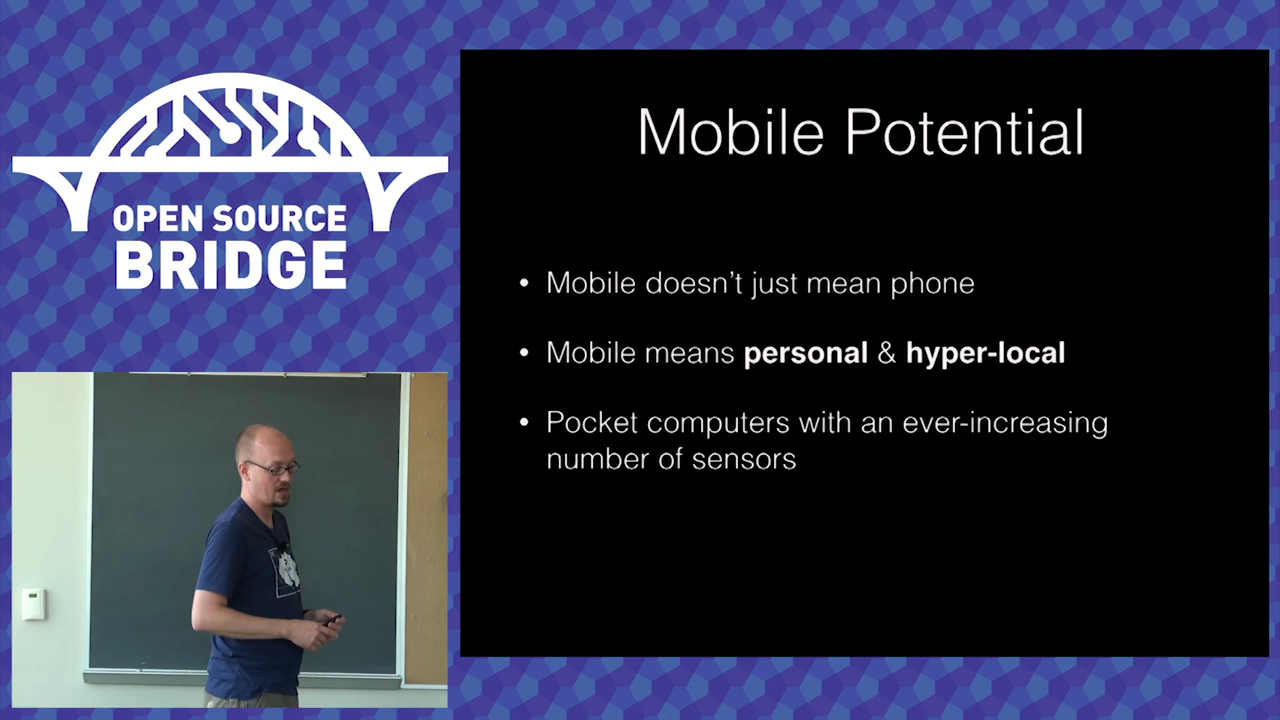 OPEN SOURCE
BRIDGE
Mobile Potential
• Mobile doesn't just mean phone
• Mobile means personal & hyper-local
• Pocket computers with an ever-increasing
number of sensors